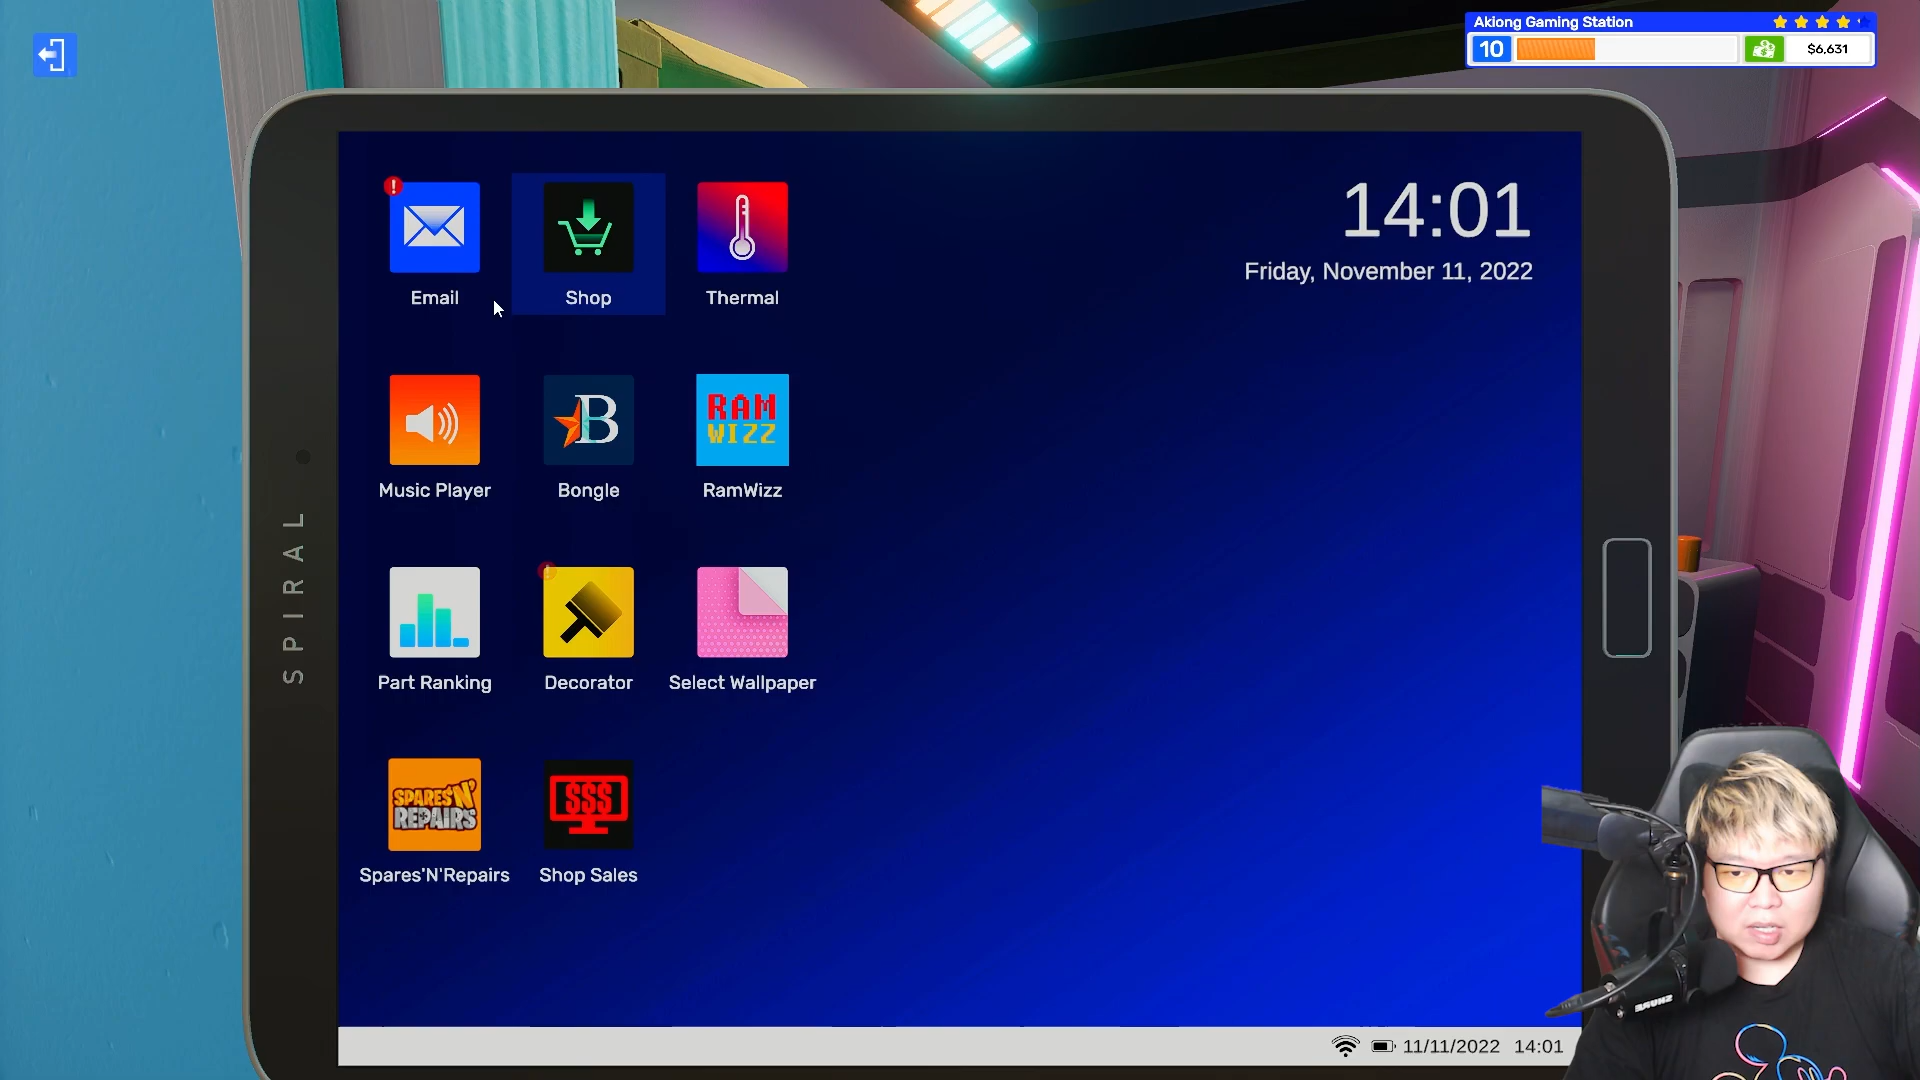 Akiong Gaming Station
10
$6,631
14:01
Friday, November 11, 2022
Email
Shop
Thermal
B
RAM
WIZZ
Music Player
Bongle
RamWizz
Part Ranking
Decorator
Select Wallpaper
SPARES'N'
REPAIRS
$$$
Spares'N'Repairs
Shop Sales
SPIRAL
11/11/2022 14:01